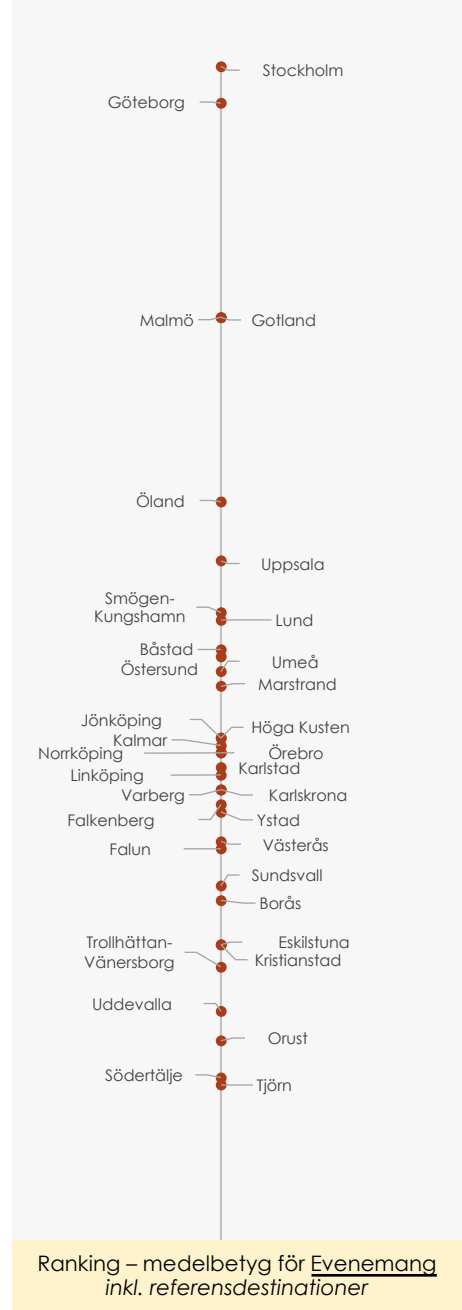 Stockholm
Göteborg
Malmö
Gotland
Öland
Uppsala
Smögen-
Kungshamn
Lund
Båstad
Umeå
Östersund
Marstrand
Jönköping
Höga Kusten
Kalmar
Norrköping
Örebro
Karlstad
Linköping
Varberg
Karlskrona
Falkenberg
Ystad
Västerås
Falun
Sundsvall
Borås
Trollhättan-
Vänersborg
Eskilstuna
Kristianstad
Uddevalla
Orust
Södertälje
Tjörn
Ranking – medelbetyg för Evenemang
inkl. referensdestinationer